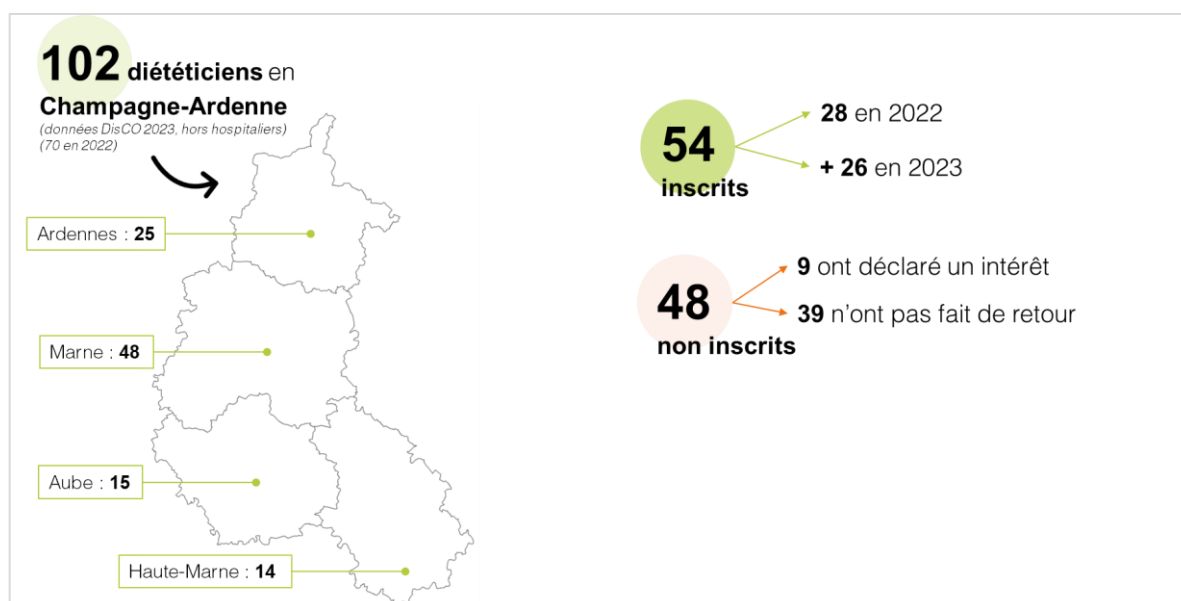 102 diététiciens en
Champagne-Ardenne
(données DisCO 2023, hors hospitaliers)
(70 en 2022)
Ardennes : 25
Marne : 48
Aube : 15
Haute-Marne : 14
54
inscrits
28 en 2022
+ 26 en 2023
48
non inscrits
9 ont déclaré un intérêt
39 n'ont pas fait de retour